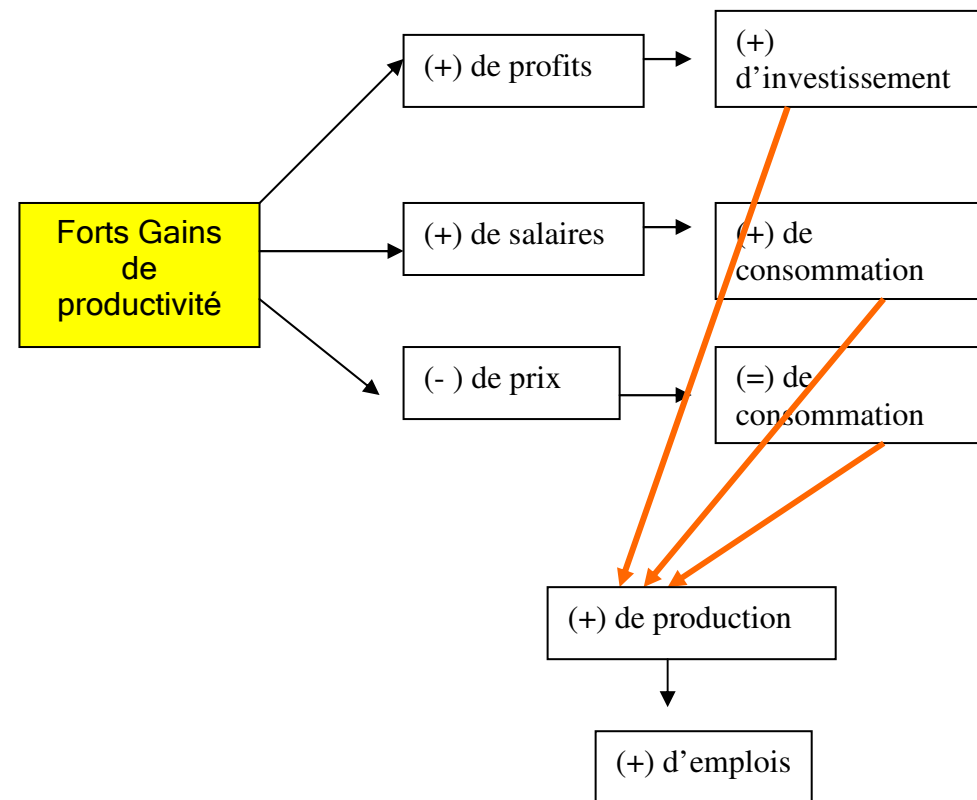 (+) de profits
(+)
d'investissement
Forts Gains
de
productivité
(+) de salaires
(+) de
consommation
(- ) de prix
(=) de
consommation
(+) de production
(+) d'emplois